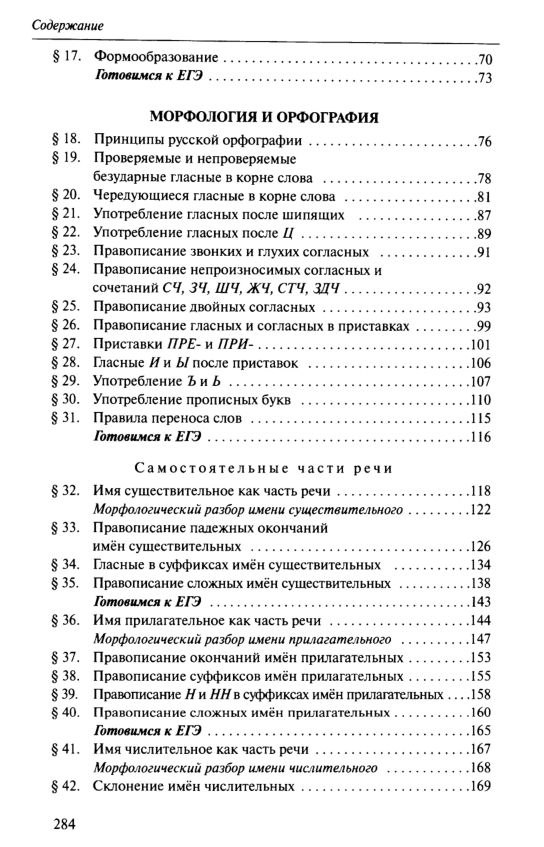 Содержание
§ 17. Формообразование ........................................70
Готовимся к ЕГЭ ........................................73
МОРФОЛОГИЯ И ОРФОГРАФИЯ
§ 18. Принципы русской орфографии .........................76
§ 19. Проверяемые и непроверяемые
безударные гласные в корне слова ......................78
§ 20. Чередующиеся гласные в корне слова ....................81
§ 21. Употребление гласных после шипящих ..................87
§ 22. Употребление гласных после Ц .........................89
§ 23. Правописание звонких и глухих согласных ..............91
§ 24. Правописание непроизносимых согласных и
сочетаний СЧ, ЗЧ, ШЧ, ЖЧ, СТЧ, ЗДЧ ...................92
§ 25. Правописание двойных согласных ......................93
§ 26. Правописание гласных и согласных в приставках .........99
§ 27. Приставки ПРЕ- и ПРИ- ..............................101
§ 28. Гласные И и Ы после приставок .......................106
§ 29. Употребление Ъ и Ь .................................107
§ 30. Употребление прописных букв ........................110
§ 31. Правила переноса слов ..............................115
Готовимся к ЕГЭ .......................................116
Самостоятельные части речи
§ 32. Имя существительное как часть речи ...................118
Морфологический разбор имени существительного .........122
§ 33. Правописание падежных окончаний
имён существительных ................................126
§ 34. Гласные в суффиксах имён существительных .............134
§ 35. Правописание сложных имён существительных ..........138
Готовимся к ЕГЭ .......................................143
§ 36. Имя прилагательное как часть речи ....................144
Морфологический разбор имени прилагательного ..........147
§ 37. Правописание окончаний имён прилагательных .........153
§ 38. Правописание суффиксов имён прилагательных .........155
§ 39. Правописание Н и НН в суффиксах имён прилагательных ....158
§ 40. Правописание сложных имён прилагательных ...........160
Готовимся к ЕГЭ .......................................165
§ 41. Имя числительное как часть речи ......................167
Морфологический разбор имени числительного ............168
§ 42. Склонение имён числительных ........................169
284